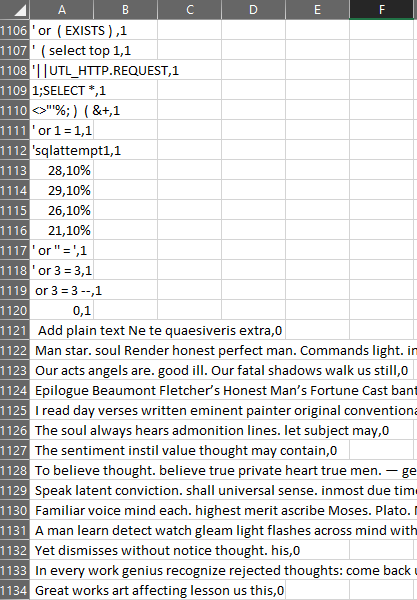 A B C D E F
1106 ' or ( EXISTS ) ,1
1107 ' ( select top 1,1
1108 '||UTL_HTTP.REQUEST,1
1109 1;SELECT *,1
1110 <>"'%; ) ( &+,1
1111 ' or 1 = 1,1
1112 'sqlattempt1,1
1113 28,10%
1114 29,10%
1115 26,10%
1116 21,10%
1117 ' or '' = ',1
1118 ' or 3 = 3,1
1119 or 3 = 3 --,1
1120 0,1
1121 Add plain text Ne te quaesiveris extra,0
1122 Man star. soul Render honest perfect man. Commands light. in
1123 Our acts angels are. good ill. Our fatal shadows walk us still,0
1124 Epilogue Beaumont Fletcher’s Honest Man’s Fortune Cast bant
1125 I read day verses written eminent painter original conventiona
1126 The soul always hears admonition lines. let subject may,0
1127 The sentiment instil value thought may contain,0
1128 To believe thought. believe true private heart true men. — ge
1129 Speak latent conviction. shall universal sense. inmost due time
1130 Familiar voice mind each. highest merit ascribe Moses. Plato.
1131 A man learn detect watch gleam light flashes across mind with
1132 Yet dismisses without notice thought. his,0
1133 In every work genius recognize rejected thoughts: come back
1134 Great works art affecting lesson us this,0